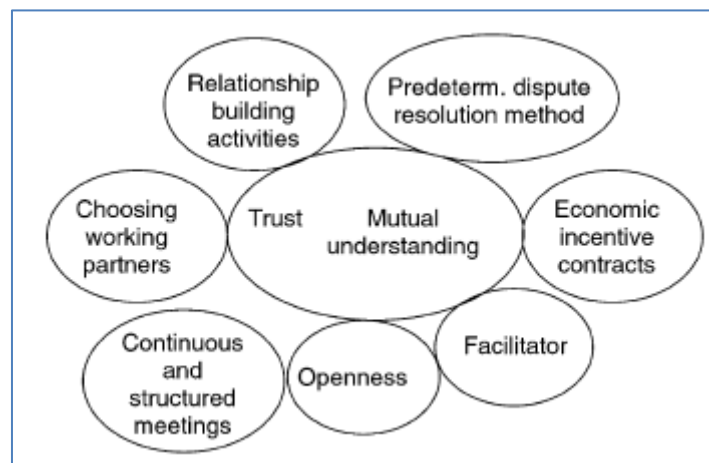 Relationship
building
activities
Predeterm. dispute
resolution method
Choosing
working
partners
Trust
Mutual
understanding
Economic
incentive
contracts
Continuous
and
structured
meetings
Openness
Facilitator